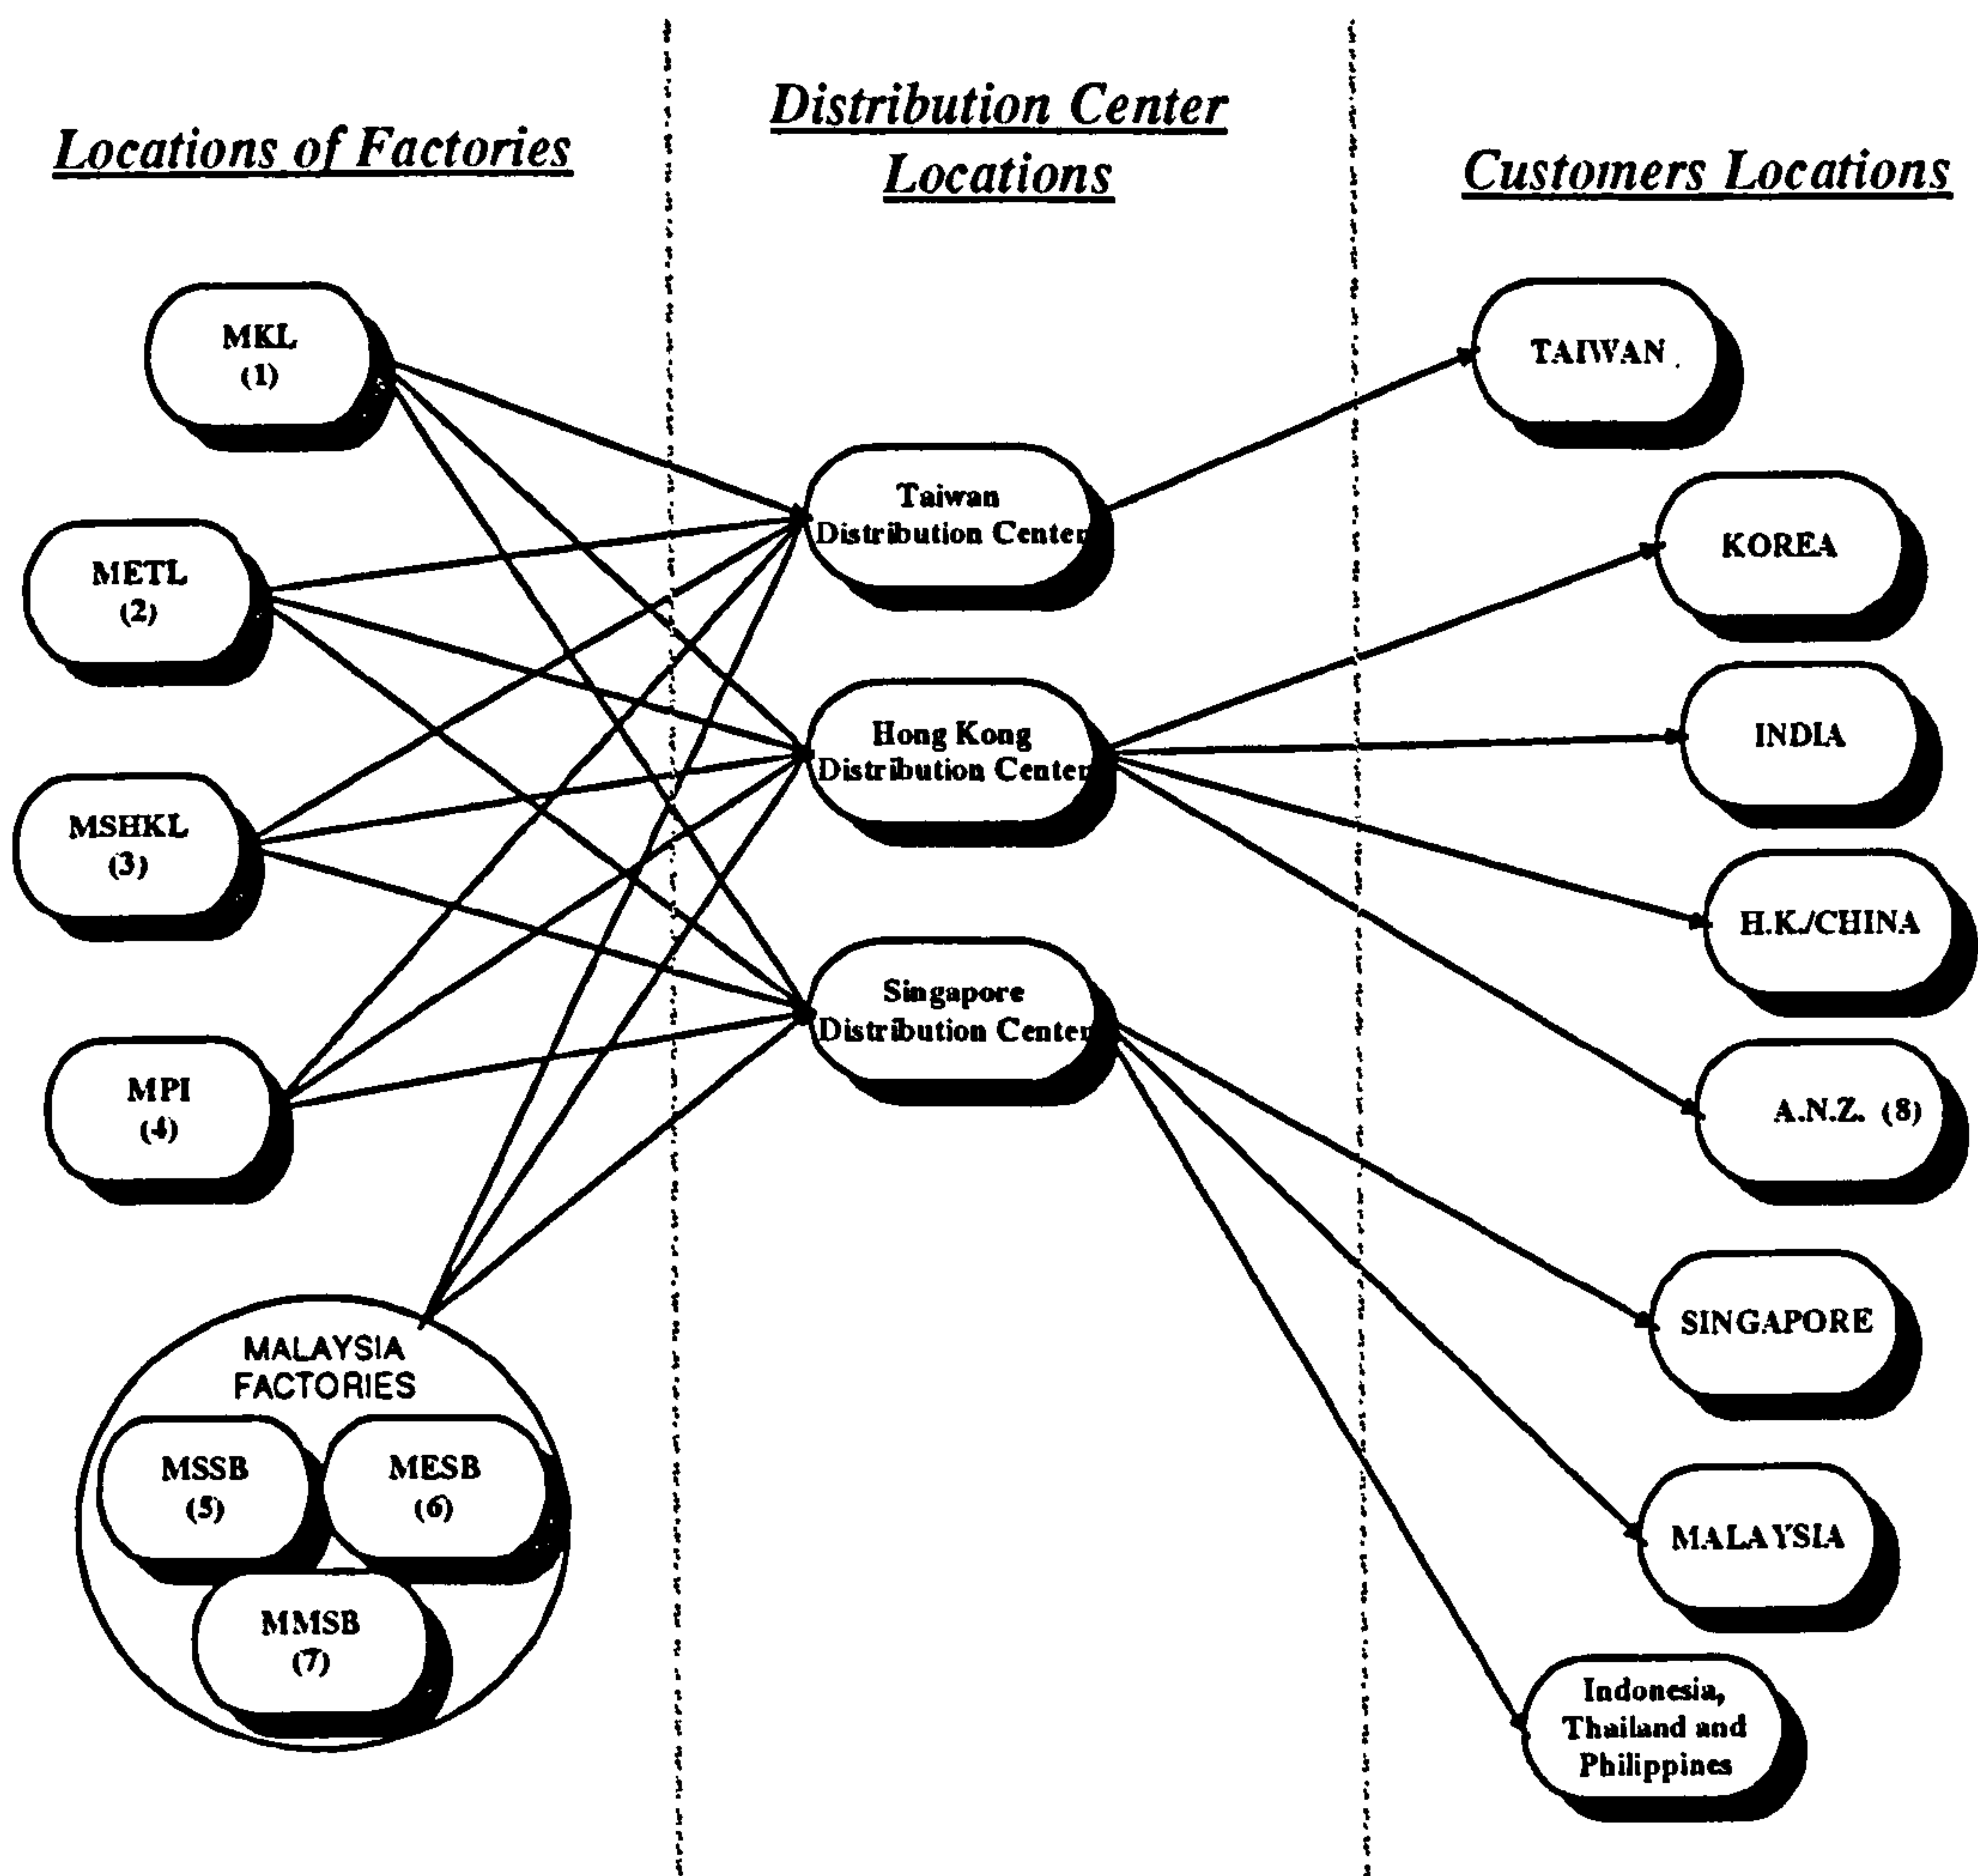 Locations of Factories
Distribution Center
Locations
Customers Locations
MKL
(1)
METL
(2)
MSHKL
(3)
MPI
(4)
MALAYSIA
FACTORIES
MSSB
(5)
MESB
(6)
MMSB
(7)
Taiwan
Distribution Center
Hong Kong
Distribution Center
Singapore
Distribution Center
TAIWAN
KOREA
INDIA
H.K./CHINA
A.N.Z. (8)
SINGAPORE
MALAYSIA
Indonesia,
Thailand and
Philippines